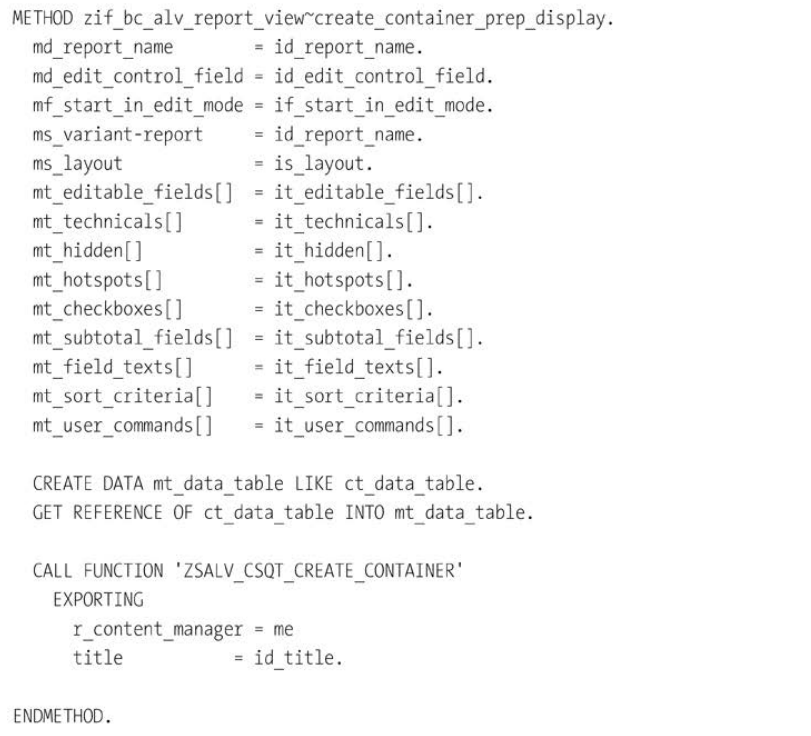 METHOD zif_bc_alv_report_view~create_container_prep_display.
  md_report_name        = id_report_name.
  md_edit_control_field = id_edit_control_field.
  mf_start_in_edit_mode = if_start_in_edit_mode.
  ms_variant-report     = id_report_name.
  ms_layout             = is_layout.
  mt_editable_fields[]  = it_editable_fields[].
  mt_technicals[]       = it_technicals[].
  mt_hidden[]           = it_hidden[].
  mt_hotspots[]         = it_hotspots[].
  mt_checkboxes[]       = it_checkboxes[].
  mt_subtotal_fields[]  = it_subtotal_fields[].
  mt_field_texts[]      = it_field_texts[].
  mt_sort_criteria[]    = it_sort_criteria[].
  mt_user_commands[]    = it_user_commands[].

  CREATE DATA mt_data_table LIKE ct_data_table.
  GET REFERENCE OF ct_data_table INTO mt_data_table.

  CALL FUNCTION 'ZSALV_CSQT_CREATE_CONTAINER'
    EXPORTING
      r_content_manager = me
      title           = id_title.

ENDMETHOD.